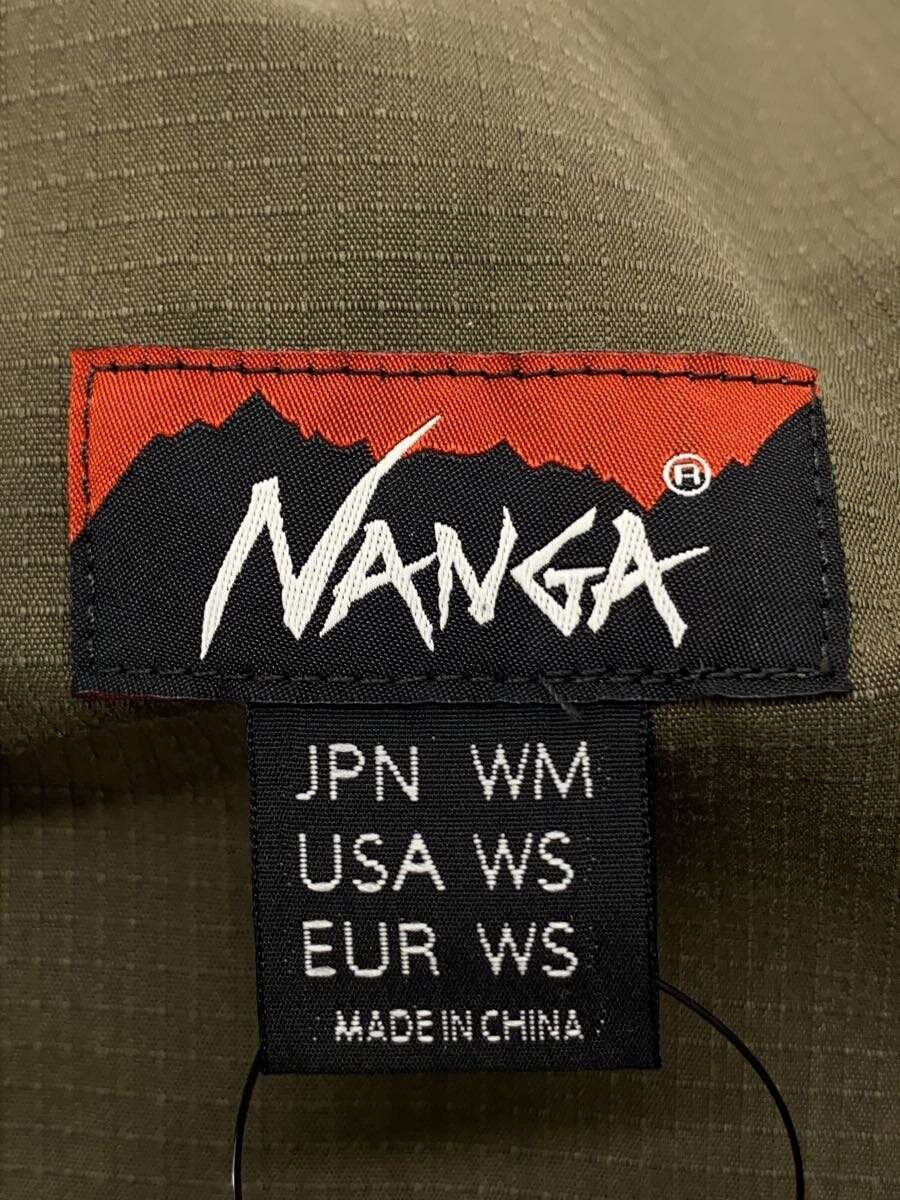 NANGA®
JPN WM
USA WS
EUR WS
MADE IN CHINA